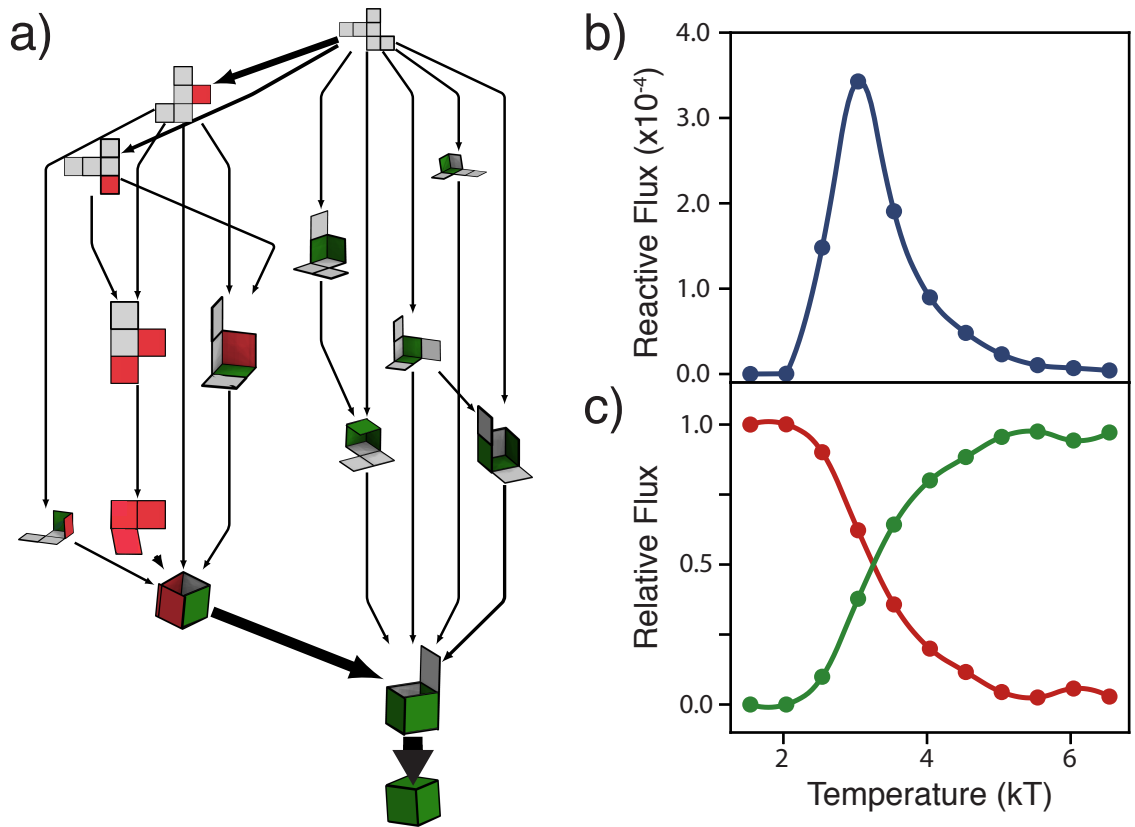 a)
b)
4.0
3.0
2.0
1.0
0.0
Reactive Flux (x10⁻⁴)
c)
1.0
0.5
0.0
Relative Flux
2
4
6
Temperature (kT)